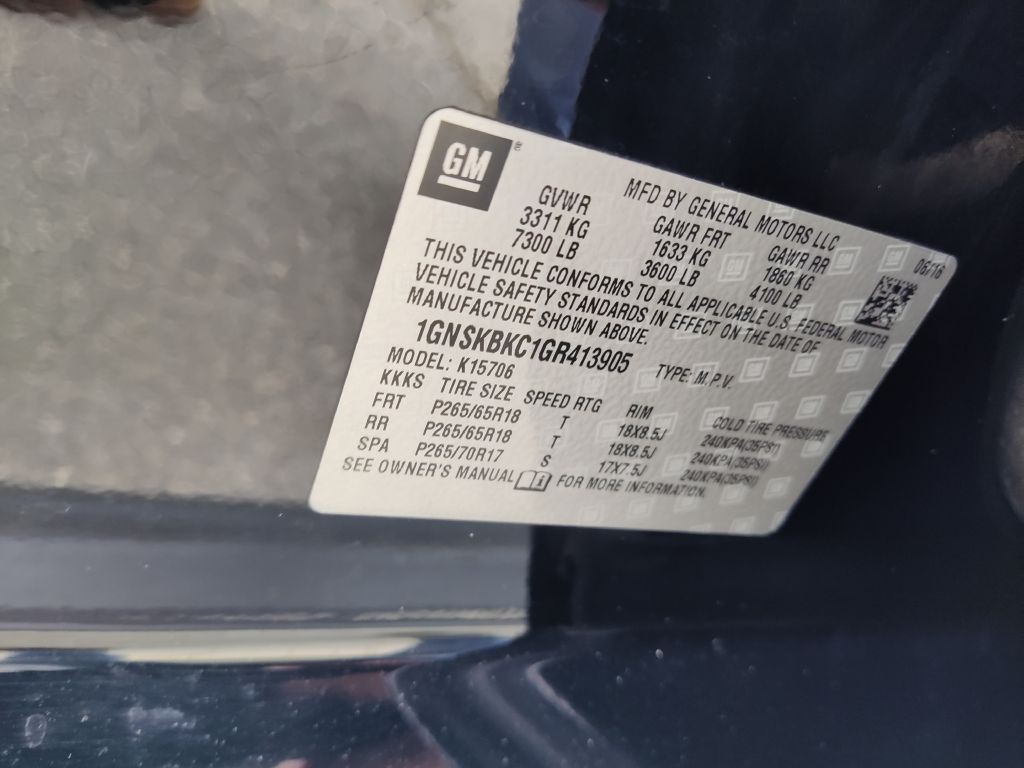 GM®
MFD BY GENERAL MOTORS LLC 06/16
GVWR GAWR FRT GAWR RR
3311 KG 1633 KG 1860 KG
7300 LB 3600 LB 4100 LB
THIS VEHICLE CONFORMS TO ALL APPLICABLE U.S. FEDERAL MOTOR
VEHICLE SAFETY STANDARDS IN EFFECT ON THE DATE OF
MANUFACTURE SHOWN ABOVE.
1GNSKBKC1GR413905 TYPE: M.P.V.
MODEL: K15706
KKKS TIRE SIZE SPEED RTG RIM COLD TIRE PRESSURE
FRT P265/65R18 T 18X8.5J 240KPA(35PSI)
RR P265/65R18 T 18X8.5J 240KPA(35PSI)
SPA P265/70R17 S 17X7.5J 240KPA(35PSI)
SEE OWNER'S MANUAL FOR MORE INFORMATION.